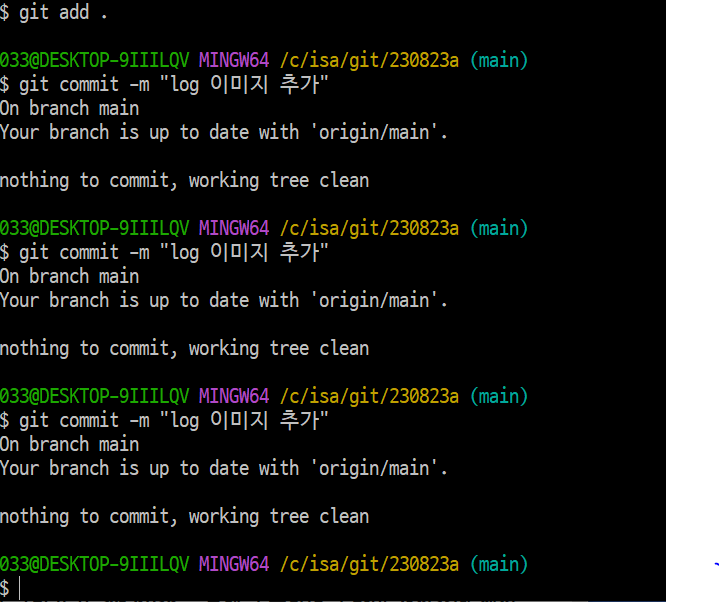 $ git add .
033@DESKTOP-9IIILQV MINGW64 /c/isa/git/230823a (main)
$ git commit -m "log 이미지 추가"
On branch main
Your branch is up to date with 'origin/main'.
nothing to commit, working tree clean
033@DESKTOP-9IIILQV MINGW64 /c/isa/git/230823a (main)
$ git commit -m "log 이미지 추가"
On branch main
Your branch is up to date with 'origin/main'.
nothing to commit, working tree clean
033@DESKTOP-9IIILQV MINGW64 /c/isa/git/230823a (main)
$ git commit -m "log 이미지 추가"
On branch main
Your branch is up to date with 'origin/main'.
nothing to commit, working tree clean
033@DESKTOP-9IIILQV MINGW64 /c/isa/git/230823a (main)
$